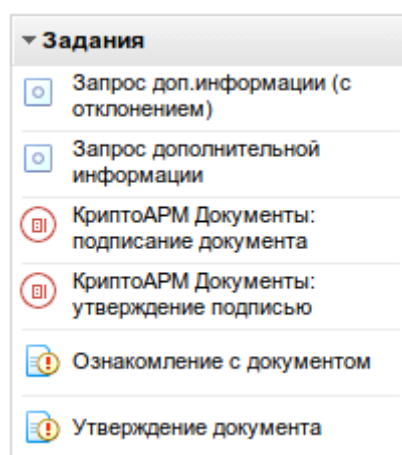 Задания
Запрос доп.информации (с
отклонением)
Запрос дополнительной
информации
КриптоАРМ Документы:
подписание документа
КриптоАРМ Документы:
утверждение подписью
Ознакомление с документом
Утверждение документа